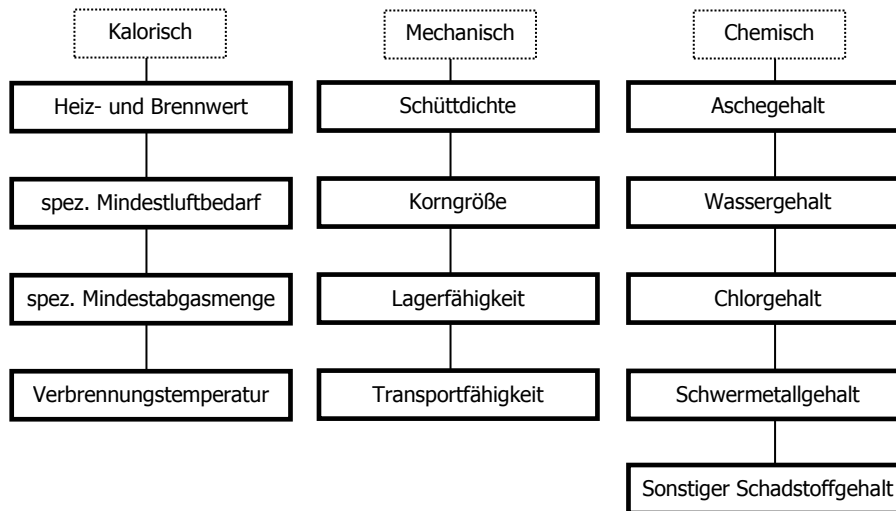 Kalorisch
Heiz- und Brennwert
spez. Mindestluftbedarf
spez. Mindestabgasmenge
Verbrennungstemperatur
Mechanisch
Schüttdichte
Korngröße
Lagerfähigkeit
Transportfähigkeit
Chemisch
Aschegehalt
Wassergehalt
Chlorgehalt
Schwermetallgehalt
Sonstiger Schadstoffgehalt